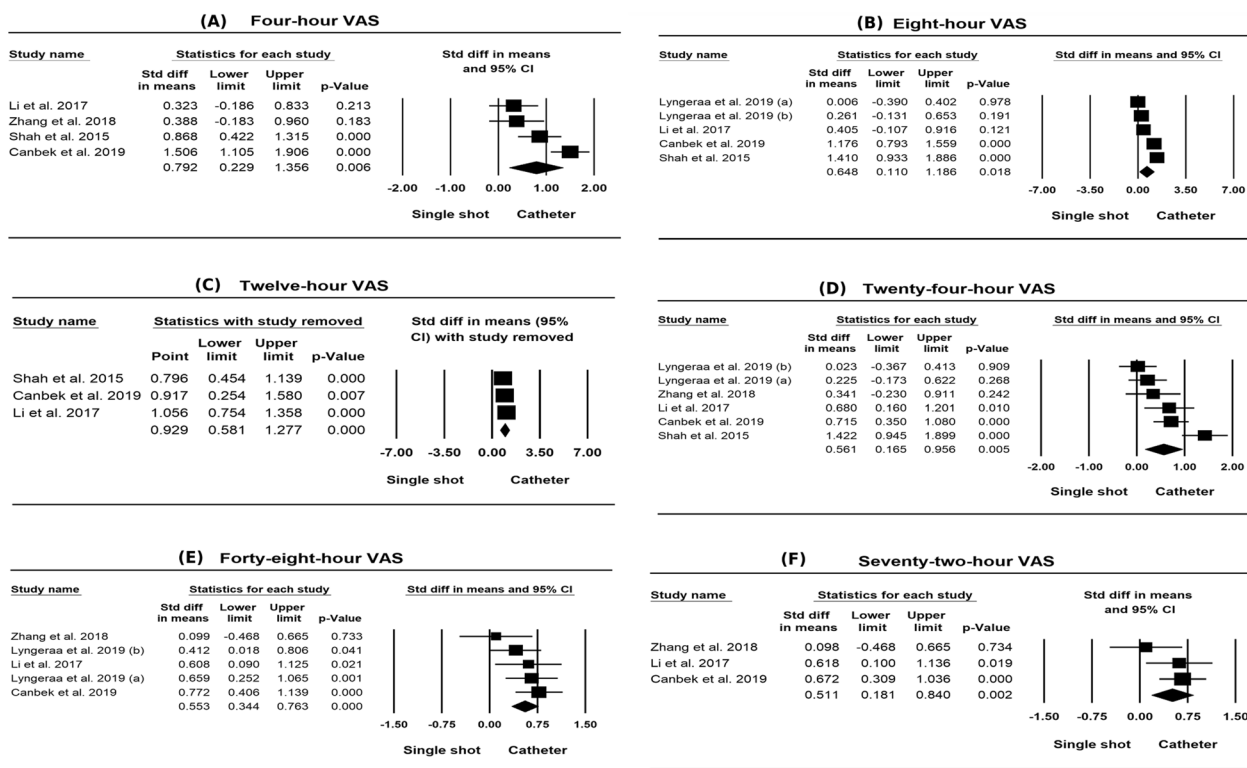 (A) Four-hour VAS
Study name Statistics for each study Std diff in means
and 95% CI
Std diff Lower Upper
in means limit limit p-Value
Li et al. 2017 0.323 -0.186 0.833 0.213
Zhang et al. 2018 0.388 -0.183 0.960 0.183
Shah et al. 2015 0.868 0.422 1.315 0.000
Canbek et al. 2019 1.506 1.105 1.906 0.000
0.792 0.229 1.356 0.006
-2.00 -1.00 0.00 1.00 2.00
Single shot Catheter
(B) Eight-hour VAS
Study name Statistics for each study Std diff in means and 95% CI
Std diff Lower Upper
in means limit limit p-Value
Lyngeraa et al. 2019 (a) 0.006 -0.390 0.402 0.978
Lyngeraa et al. 2019 (b) 0.261 -0.131 0.653 0.191
Li et al. 2017 0.405 -0.107 0.916 0.121
Canbek et al. 2019 1.176 0.793 1.559 0.000
Shah et al. 2015 1.410 0.933 1.886 0.000
0.648 0.110 1.186 0.018
-7.00 -3.50 0.00 3.50 7.00
Single shot Catheter
(C) Twelve-hour VAS
Study name Statistics with study removed Std diff in means (95%
CI) with study removed
Lower Upper
Point limit limit p-Value
Shah et al. 2015 0.796 0.454 1.139 0.000
Canbek et al. 2019 0.917 0.254 1.580 0.007
Li et al. 2017 1.056 0.754 1.358 0.000
0.929 0.581 1.277 0.000
-7.00 -3.50 0.00 3.50 7.00
Single shot Catheter
(D) Twenty-four-hour VAS
Study name Statistics for each study Std diff in means and 95% CI
Std diff Lower Upper
in means limit limit p-Value
Lyngeraa et al. 2019 (b) 0.023 -0.367 0.413 0.909
Lyngeraa et al. 2019 (a) 0.225 -0.173 0.622 0.268
Zhang et al. 2018 0.341 -0.230 0.911 0.242
Li et al. 2017 0.680 0.160 1.201 0.010
Canbek et al. 2019 0.715 0.350 1.080 0.000
Shah et al. 2015 1.422 0.945 1.899 0.000
0.561 0.165 0.956 0.005
-2.00 -1.00 0.00 1.00 2.00
Single shot Catheter
(E) Forty-eight-hour VAS
Study name Statistics for each study Std diff in means and 95% CI
Std diff Lower Upper
in means limit limit p-Value
Zhang et al. 2018 0.099 -0.468 0.665 0.733
Lyngeraa et al. 2019 (b) 0.412 0.018 0.806 0.041
Li et al. 2017 0.608 0.090 1.125 0.021
Lyngeraa et al. 2019 (a) 0.659 0.252 1.065 0.001
Canbek et al. 2019 0.772 0.406 1.139 0.000
0.553 0.344 0.763 0.000
-1.50 -0.75 0.00 0.75 1.50
Single shot Catheter
(F) Seventy-two-hour VAS
Study name Statistics for each study Std diff in means
and 95% CI
Std diff Lower Upper
in means limit limit p-Value
Zhang et al. 2018 0.098 -0.468 0.665 0.734
Li et al. 2017 0.618 0.100 1.136 0.019
Canbek et al. 2019 0.672 0.309 1.036 0.000
0.511 0.181 0.840 0.002
-1.50 -0.75 0.00 0.75 1.50
Single shot Catheter